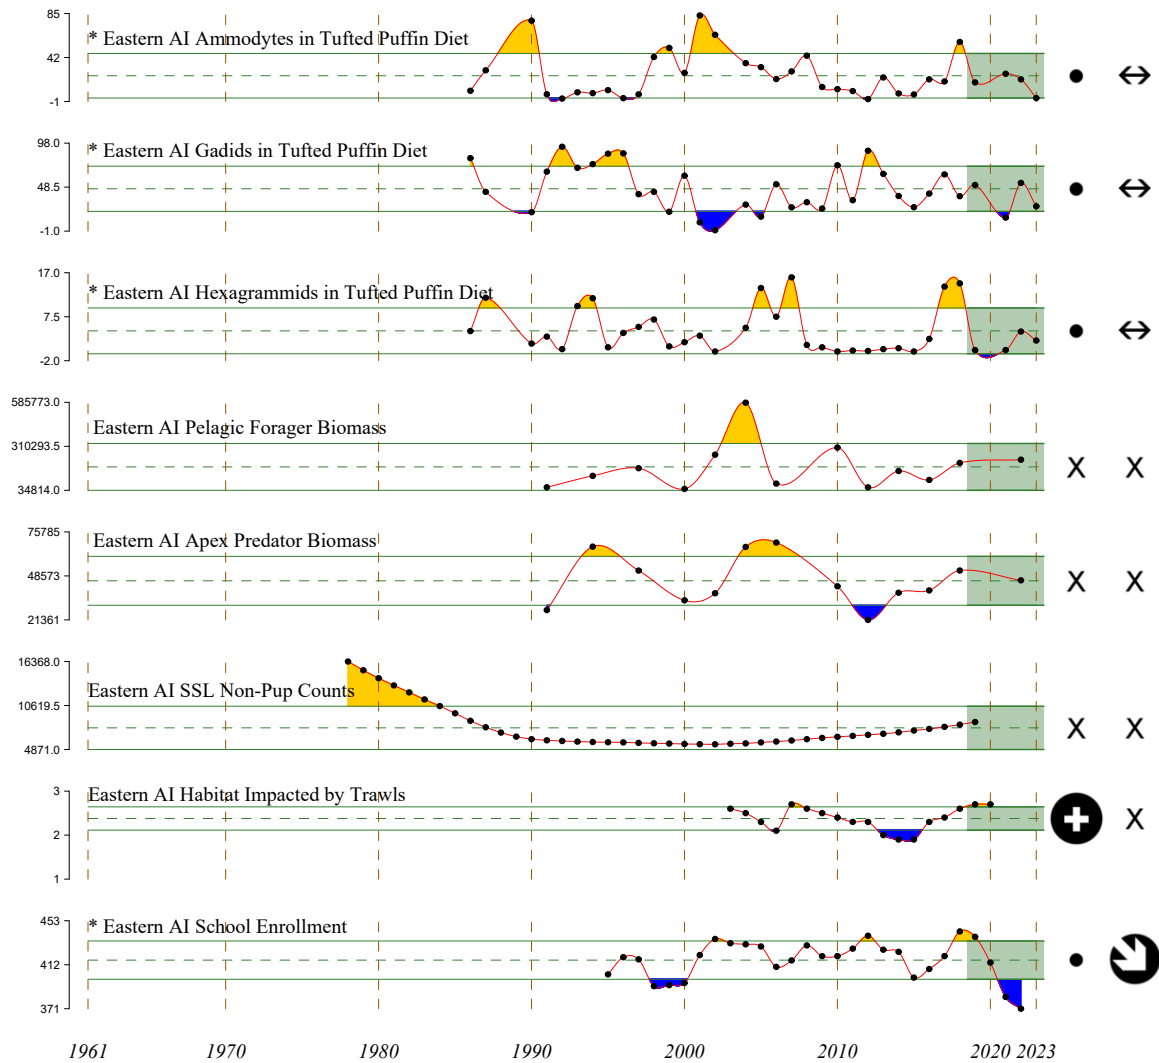 85
* Eastern AI Ammodytes in Tufted Puffin Diet
42
-1
98.0
* Eastern AI Gadids in Tufted Puffin Diet
48.5
-1.0
17.0
* Eastern AI Hexagrammids in Tufted Puffin Diet
7.5
-2.0
585773.0
Eastern AI Pelagic Forager Biomass
310293.5
34814.0
X X
75785
Eastern AI Apex Predator Biomass
48573
21361
X X
16368.0
Eastern AI SSL Non-Pup Counts
10619.5
4871.0
X X
3
Eastern AI Habitat Impacted by Trawls
2
1
X
453
* Eastern AI School Enrollment
412
371
1961 1970 1980 1990 2000 2010 2020 2023